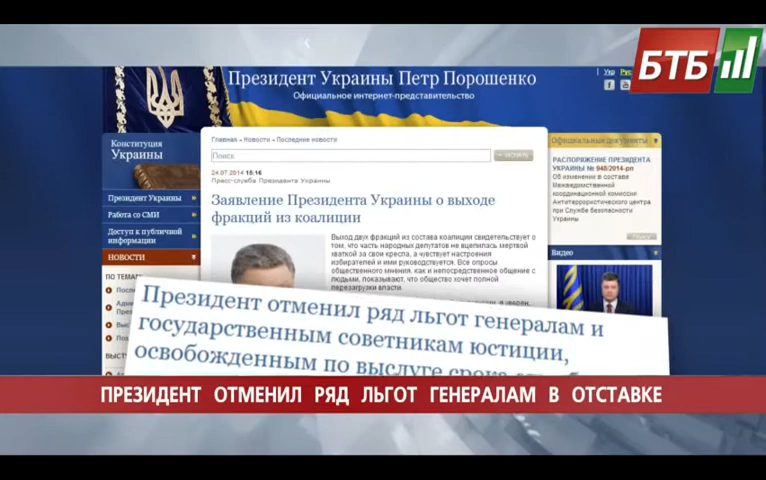 БТБ
Президент Украины Петр Порошенко
Официальное интернет-представительство
Укр
Рус
Конституция
Украины
Президент Украины
Работа со СМИ
Доступ к публичной
информации
НОВОСТИ
ПО ТЕМА
Главная » Новости » Последние новости
Поиск
24.07.2014 15:16
Пресс-служба Президента Украины
Заявление Президента Украины о выходе
фракций из коалиции
Выход двух фракций из состава коалиции свидетельствует о
том, что часть народных депутатов не вцепилась мертвой
хваткой за свои кресла, а чувствует настроения
избирателей и ими руководствуется. Все опросы
общественного мнения, как и непосредственное общение с
людьми, показывают, что общество хочет полной
перезагрузки власти.
Официальные документы
РАСПОРЯЖЕНИЕ ПРЕЗИДЕНТА
УКРАИНЫ № 948/2014-рп
Об изменении в составе
Межведомственной
координационной комиссии
Антитеррористического центра
при Службе безопасности
Украины
Видео
Президент отменил ряд льгот генералам и
государственным советникам юстиции,
освобожденным по выслуге срока
ПРЕЗИДЕНТ ОТМЕНИЛ РЯД ЛЬГОТ ГЕНЕРАЛАМ В ОТСТАВКЕ